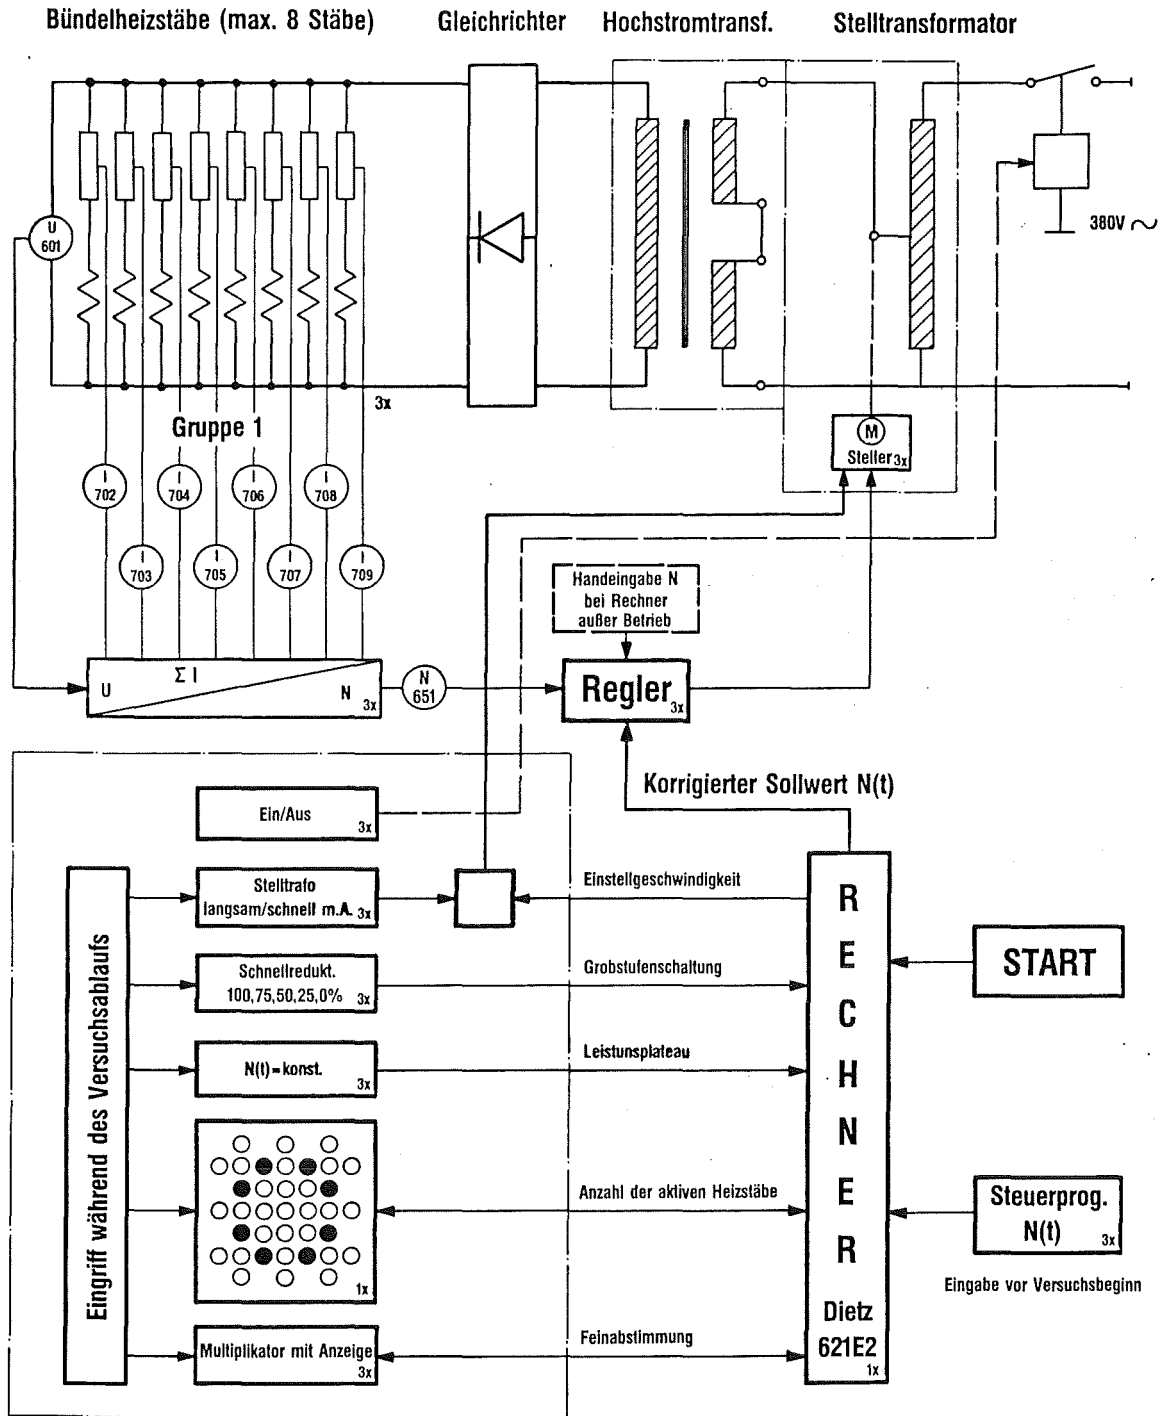 Bündelheizstäbe (max. 8 Stäbe)
Gleichrichter
Hochstromtransf.
Stelltransformator
U
601
380V ~
3x
Gruppe 1
M
Steller 3x
I
702
I
704
I
706
I
708
I
703
I
705
I
707
I
709
Handeingabe N
bei Rechner
außer Betrieb
U
Σ I
N
3x
N
651
Regler
3x
Korrigierter Sollwert N(t)
Ein/Aus
3x
Eingriff während des Versuchsablaufs
Stelltrafo
langsam/schnell m.A. 3x
Einstellgeschwindigkeit
Schnellredukt.
100,75,50,25,0% 3x
Grobstufenschaltung
N(t)=konst.
3x
Leistunsplateau
1x
Anzahl der aktiven Heizstäbe
Multiplikator mit Anzeige
3x
Feinabstimmung
RECHNER
Dietz
621E2
1x
START
Steuerprog.
N(t)
3x
Eingabe vor Versuchsbeginn